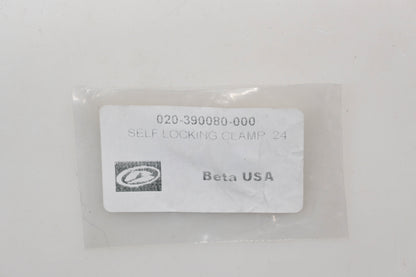 020-390080-000
SELF LOCKING CLAMP 24
Beta USA